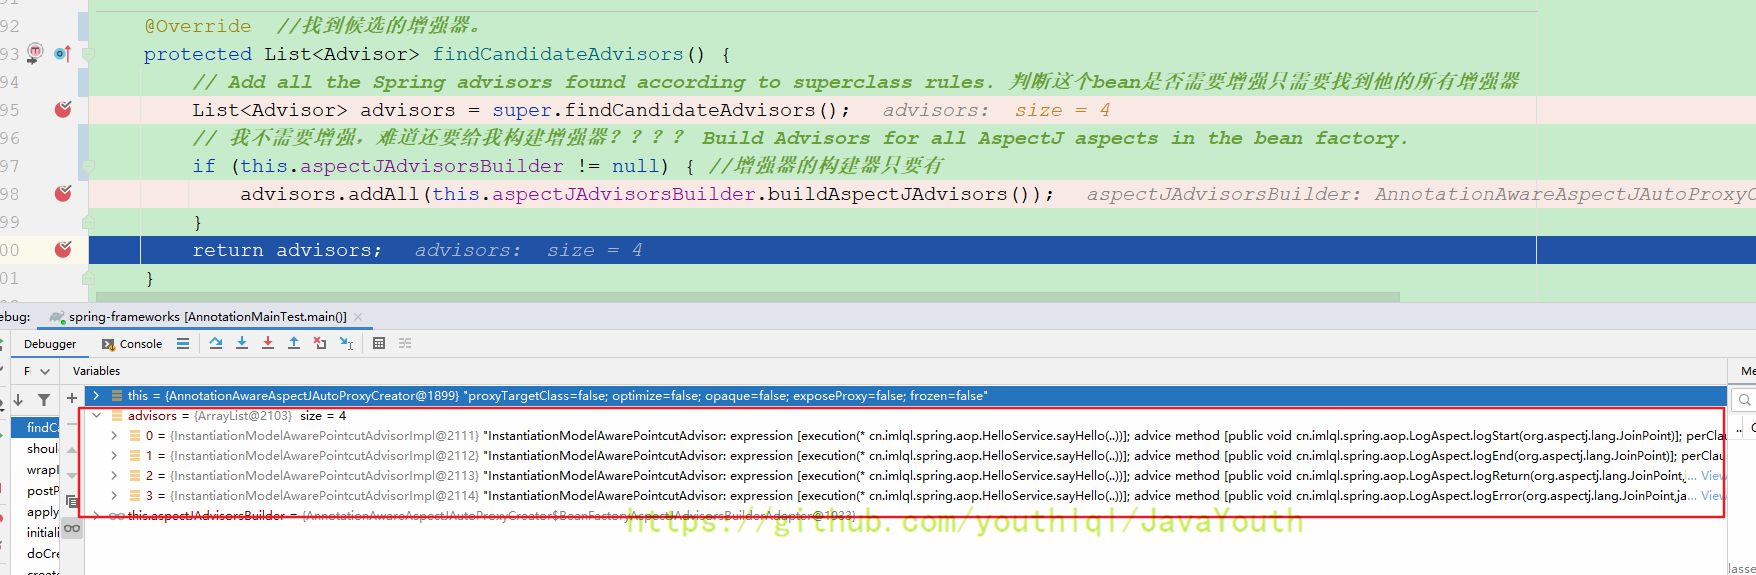 92 @Override //找到候选的增强器。
93 protected List<Advisor> findCandidateAdvisors() {
94 // Add all the Spring advisors found according to superclass rules. 判断这个bean是否需要增强只需要找到他的所有增强器
95 List<Advisor> advisors = super.findCandidateAdvisors(); advisors: size = 4
96 // 我不需要增强，难道还要给我构建增强器???? Build Advisors for all AspectJ aspects in the bean factory.
97 if (this.aspectJAdvisorsBuilder != null) { //增强器的构建器只要有
98 advisors.addAll(this.aspectJAdvisorsBuilder.buildAspectJAdvisors()); aspectJAdvisorsBuilder: AnnotationAwareAspectJAutoProxyC
99 }
00 return advisors; advisors: size = 4
01 }
ebug: spring-frameworks [AnnotationMainTest.main()]
Debugger Console
Variables
Me
this = {AnnotationAwareAspectJAutoProxyCreator@1899} "proxyTargetClass=false; optimize=false; opaque=false; exposeProxy=false; frozen=false"
advisors = {ArrayList@2103} size = 4
findCa
0 = {InstantiationModelAwarePointcutAdvisorImpl@2111} "InstantiationModelAwarePointcutAdvisor: expression [execution(* cn.imlql.spring.aop.HelloService.sayHello(..))]; advice method [public void cn.imlql.spring.aop.LogAspect.logStart(org.aspectj.lang.JoinPoint)]; perClau
shoul
1 = {InstantiationModelAwarePointcutAdvisorImpl@2112} "InstantiationModelAwarePointcutAdvisor: expression [execution(* cn.imlql.spring.aop.HelloService.sayHello(..))]; advice method [public void cn.imlql.spring.aop.LogAspect.logEnd(org.aspectj.lang.JoinPoint)]; perClau
wrapI
2 = {InstantiationModelAwarePointcutAdvisorImpl@2113} "InstantiationModelAwarePointcutAdvisor: expression [execution(* cn.imlql.spring.aop.HelloService.sayHello(..))]; advice method [public void cn.imlql.spring.aop.LogAspect.logReturn(org.aspectj.lang.JoinPoint,j... View
postP
3 = {InstantiationModelAwarePointcutAdvisorImpl@2114} "InstantiationModelAwarePointcutAdvisor: expression [execution(* cn.imlql.spring.aop.HelloService.sayHello(..))]; advice method [public void cn.imlql.spring.aop.LogAspect.logError(org.aspectj.lang.JoinPoint,ja... View
apply
this.aspectJAdvisorsBuilder = {AnnotationAwareAspectJAutoProxyCreator$BeanFactoryAspectJAdvisorsBuilderAdapter@1933}
https://github.com/youthlql/JavaYouth
initiali
doCre
create
lasse